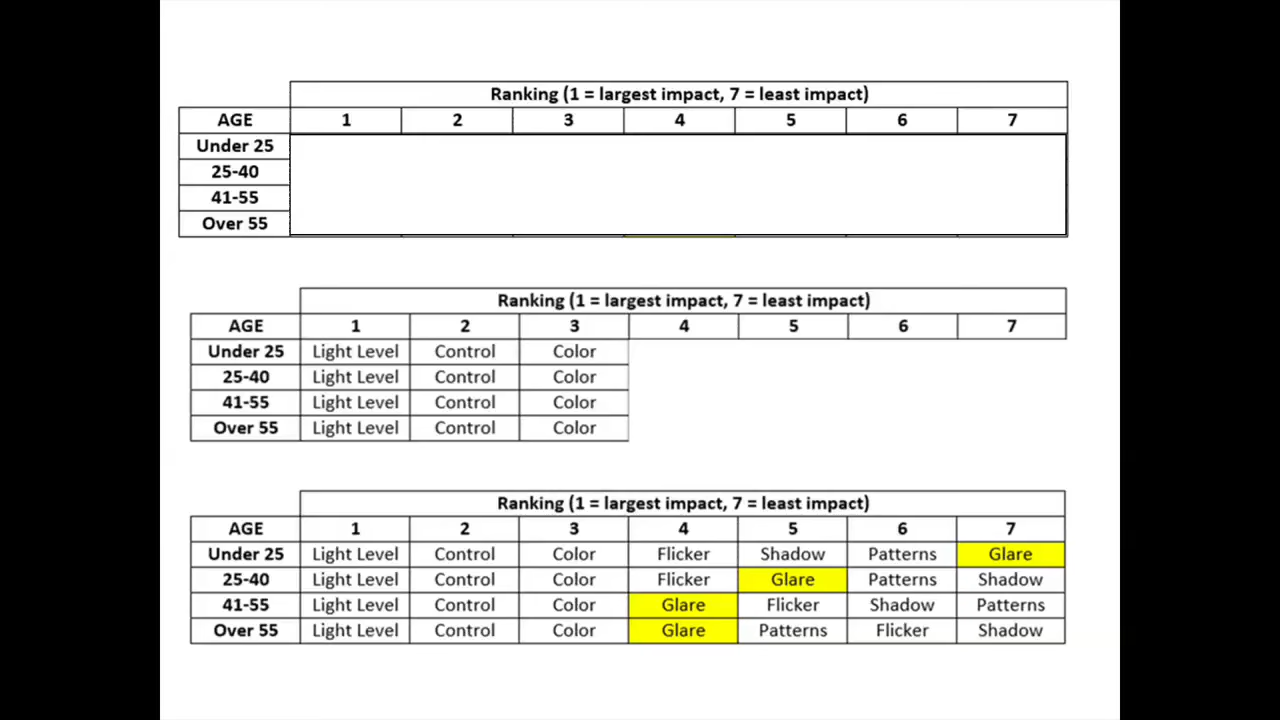 Ranking (1 = largest impact, 7 = least impact)
AGE 1 2 3 4 5 6 7
Under 25
25-40
41-55
Over 55
Ranking (1 = largest impact, 7 = least impact)
AGE 1 2 3 4 5 6 7
Under 25 Light Level Control Color
25-40 Light Level Control Color
41-55 Light Level Control Color
Over 55 Light Level Control Color
Ranking (1 = largest impact, 7 = least impact)
AGE 1 2 3 4 5 6 7
Under 25 Light Level Control Color Flicker Shadow Patterns Glare
25-40 Light Level Control Color Flicker Glare Patterns Shadow
41-55 Light Level Control Color Glare Flicker Shadow Patterns
Over 55 Light Level Control Color Glare Patterns Flicker Shadow